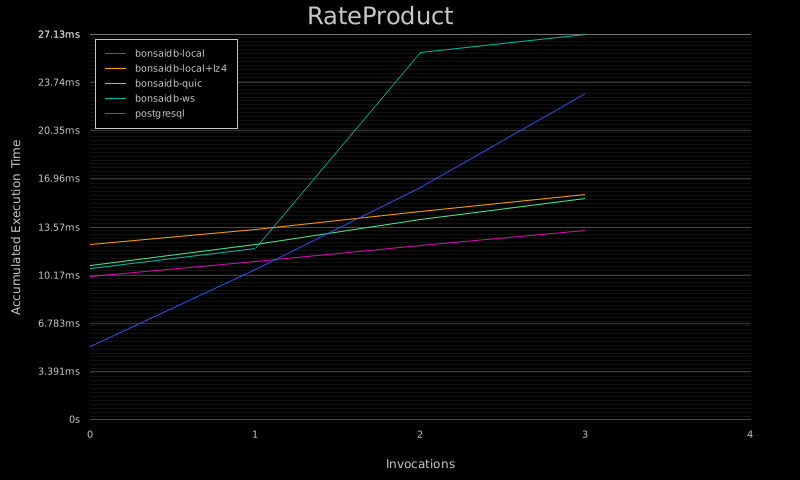 RateProduct
27.13ms
bonsaidb-local
bonsaidb-local+lz4
bonsaidb-quic
bonsaidb-ws
postgresql
23.74ms
20.35ms
16.96ms
13.57ms
10.17ms
6.783ms
3.391ms
0s
Accumulated Execution Time
0 1 2 3 4
Invocations